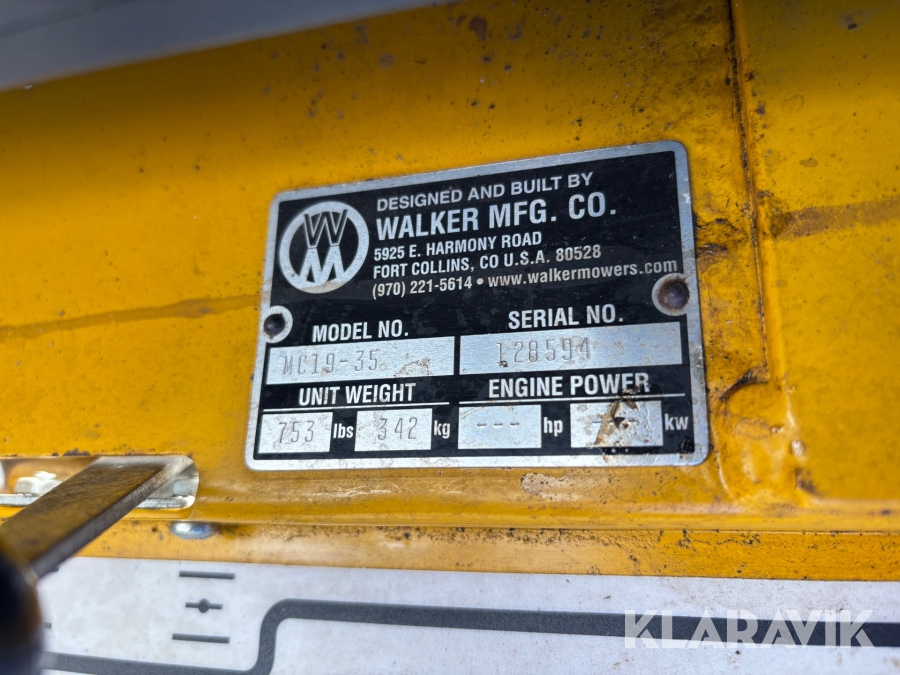 DESIGNED AND BUILT BY
WALKER MFG. CO.
5925 E. HARMONY ROAD
FORT COLLINS, CO U.S.A. 80528
(970) 221-5614 • www.walkermowers.com
MODEL NO. SERIAL NO.
MC19-35 128594
UNIT WEIGHT ENGINE POWER
753 lbs 342 kg --- hp kw
KLARAVIK